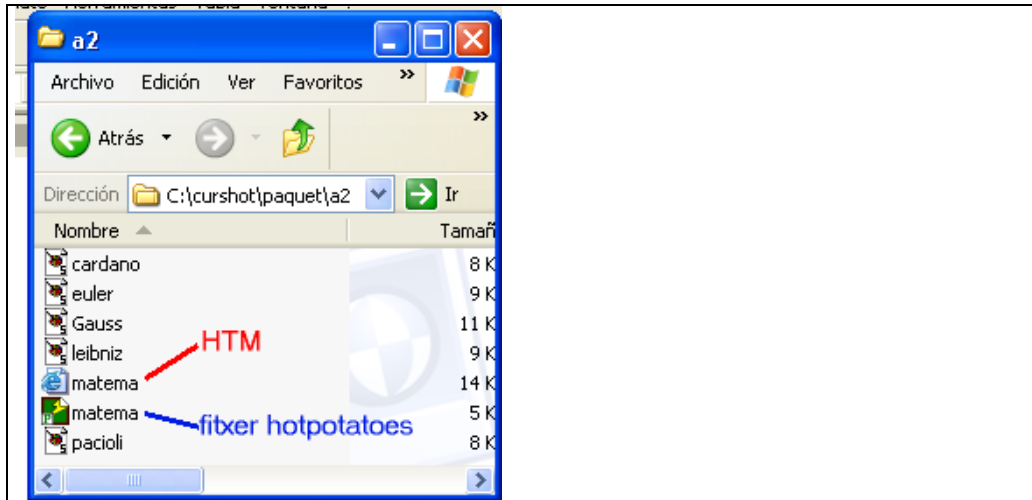 a2
Archivo Edición Ver Favoritos »
Atrás »
Dirección C:\curshot\paquet\a2 Ir
Nombre Tamañ
cardano 8 K
euler 9 K
Gauss 11 K
HTM
leibniz 9 K
matema 14 K
matema 5 K
fitxer hotpotatoes
pacioli 8 K